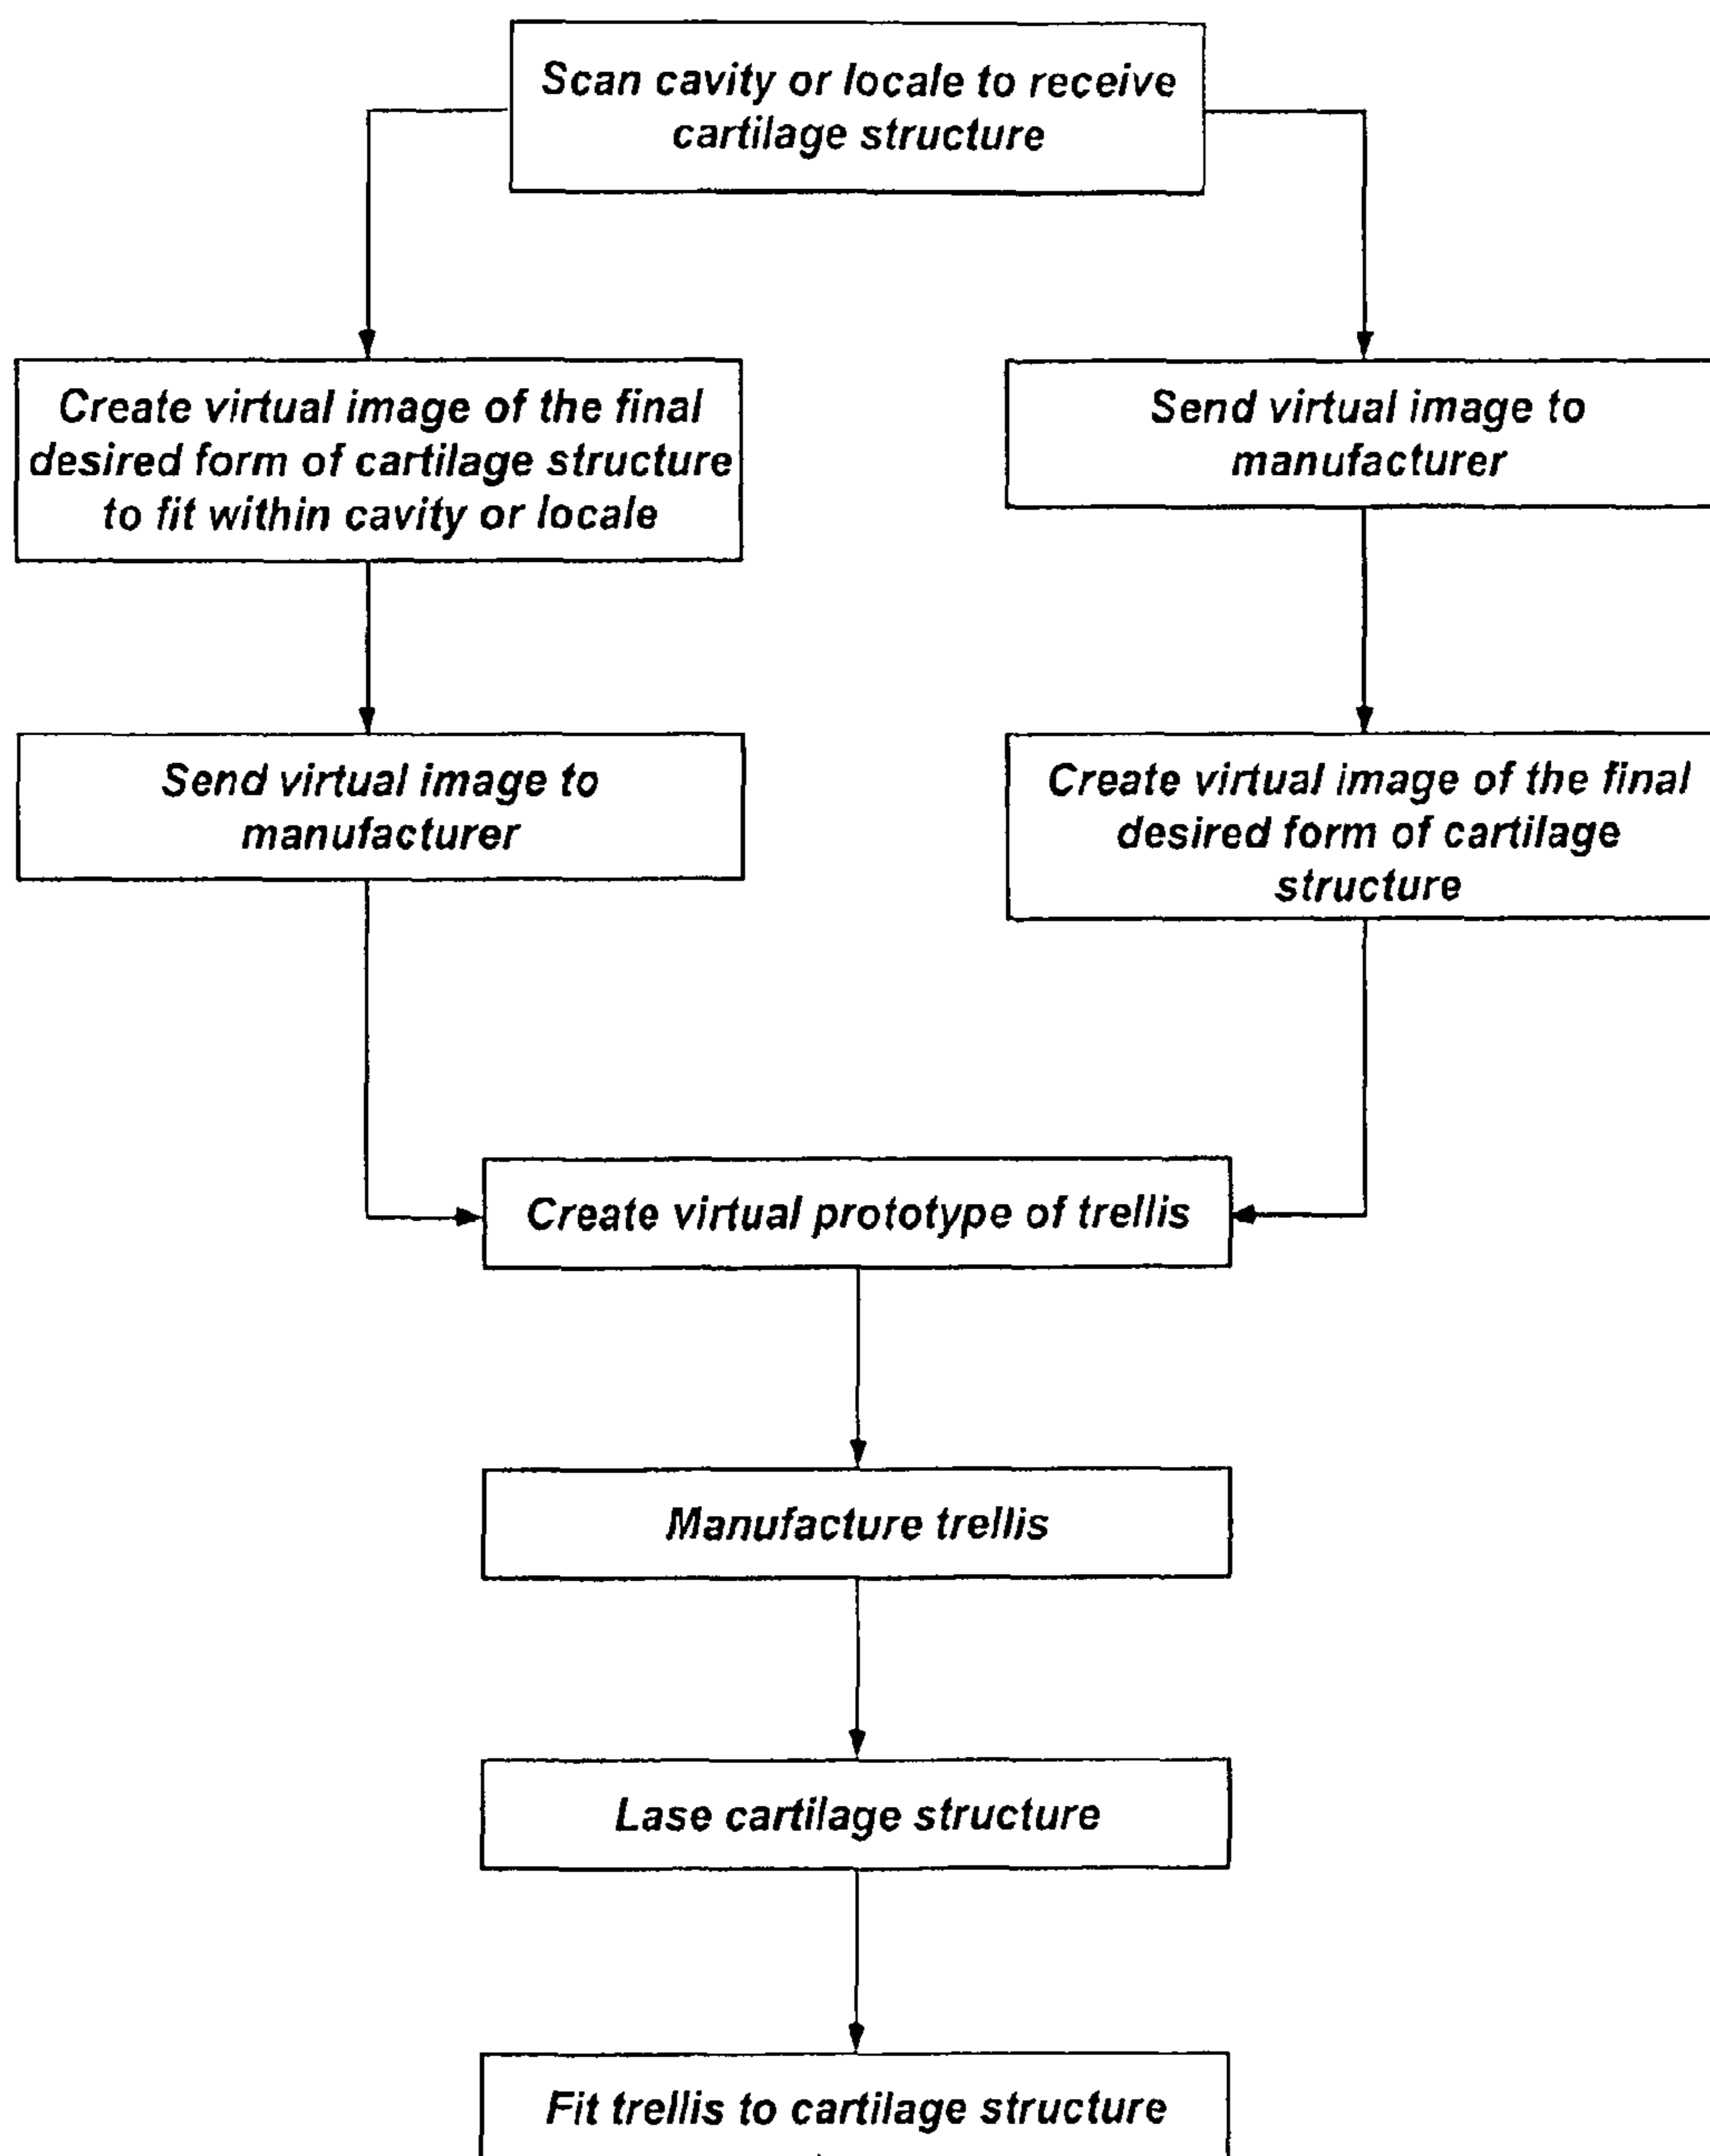 Scan cavity or locale to receive
cartilage structure
Create virtual image of the final
desired form of cartilage structure
to fit within cavity or locale
Send virtual image to
manufacturer
Send virtual image to
manufacturer
Create virtual image of the final
desired form of cartilage
structure
Create virtual prototype of trellis
Manufacture trellis
Lase cartilage structure
Fit trellis to cartilage structure